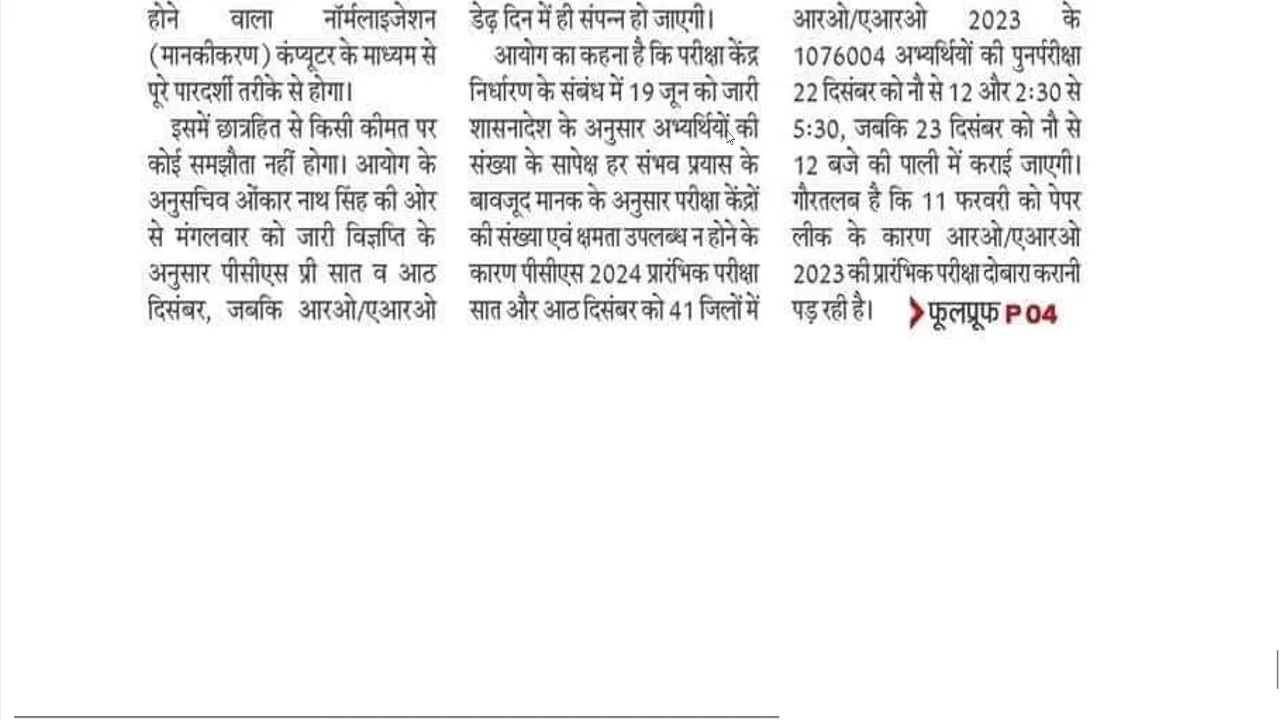 होने वाला नॉर्मलाइजेशन
(मानकीकरण) कंप्यूटर के माध्यम से
पूरे पारदर्शी तरीके से होगा।
इसमें छात्रहित से किसी कीमत पर
कोई समझौता नहीं होगा। आयोग के
अनुसचिव ओंकार नाथ सिंह की ओर
से मंगलवार को जारी विज्ञप्ति के
अनुसार पीसीएस प्री सात व आठ
दिसंबर, जबकि आरओ/एआरओ
डेढ़ दिन में ही संपन्न हो जाएगी।
आयोग का कहना है कि परीक्षा केंद्र
निर्धारण के संबंध में 19 जून को जारी
शासनादेश के अनुसार अभ्यर्थियों की
संख्या के सापेक्ष हर संभव प्रयास के
बावजूद मानक के अनुसार परीक्षा केंद्रों
की संख्या एवं क्षमता उपलब्ध न होने के
कारण पीसीएस 2024 प्रारंभिक परीक्षा
सात और आठ दिसंबर को 41 जिलों में
आरओ/एआरओ 2023 के
1076004 अभ्यर्थियों की पुनर्परीक्षा
22 दिसंबर को नौ से 12 और 2:30 से
5:30, जबकि 23 दिसंबर को नौ से
12 बजे की पाली में कराई जाएगी।
गौरतलब है कि 11 फरवरी को पेपर
लीक के कारण आरओ/एआरओ
2023 की प्रारंभिक परीक्षा दोबारा करानी
पड़ रही है।
फूलप्रूफ P 04